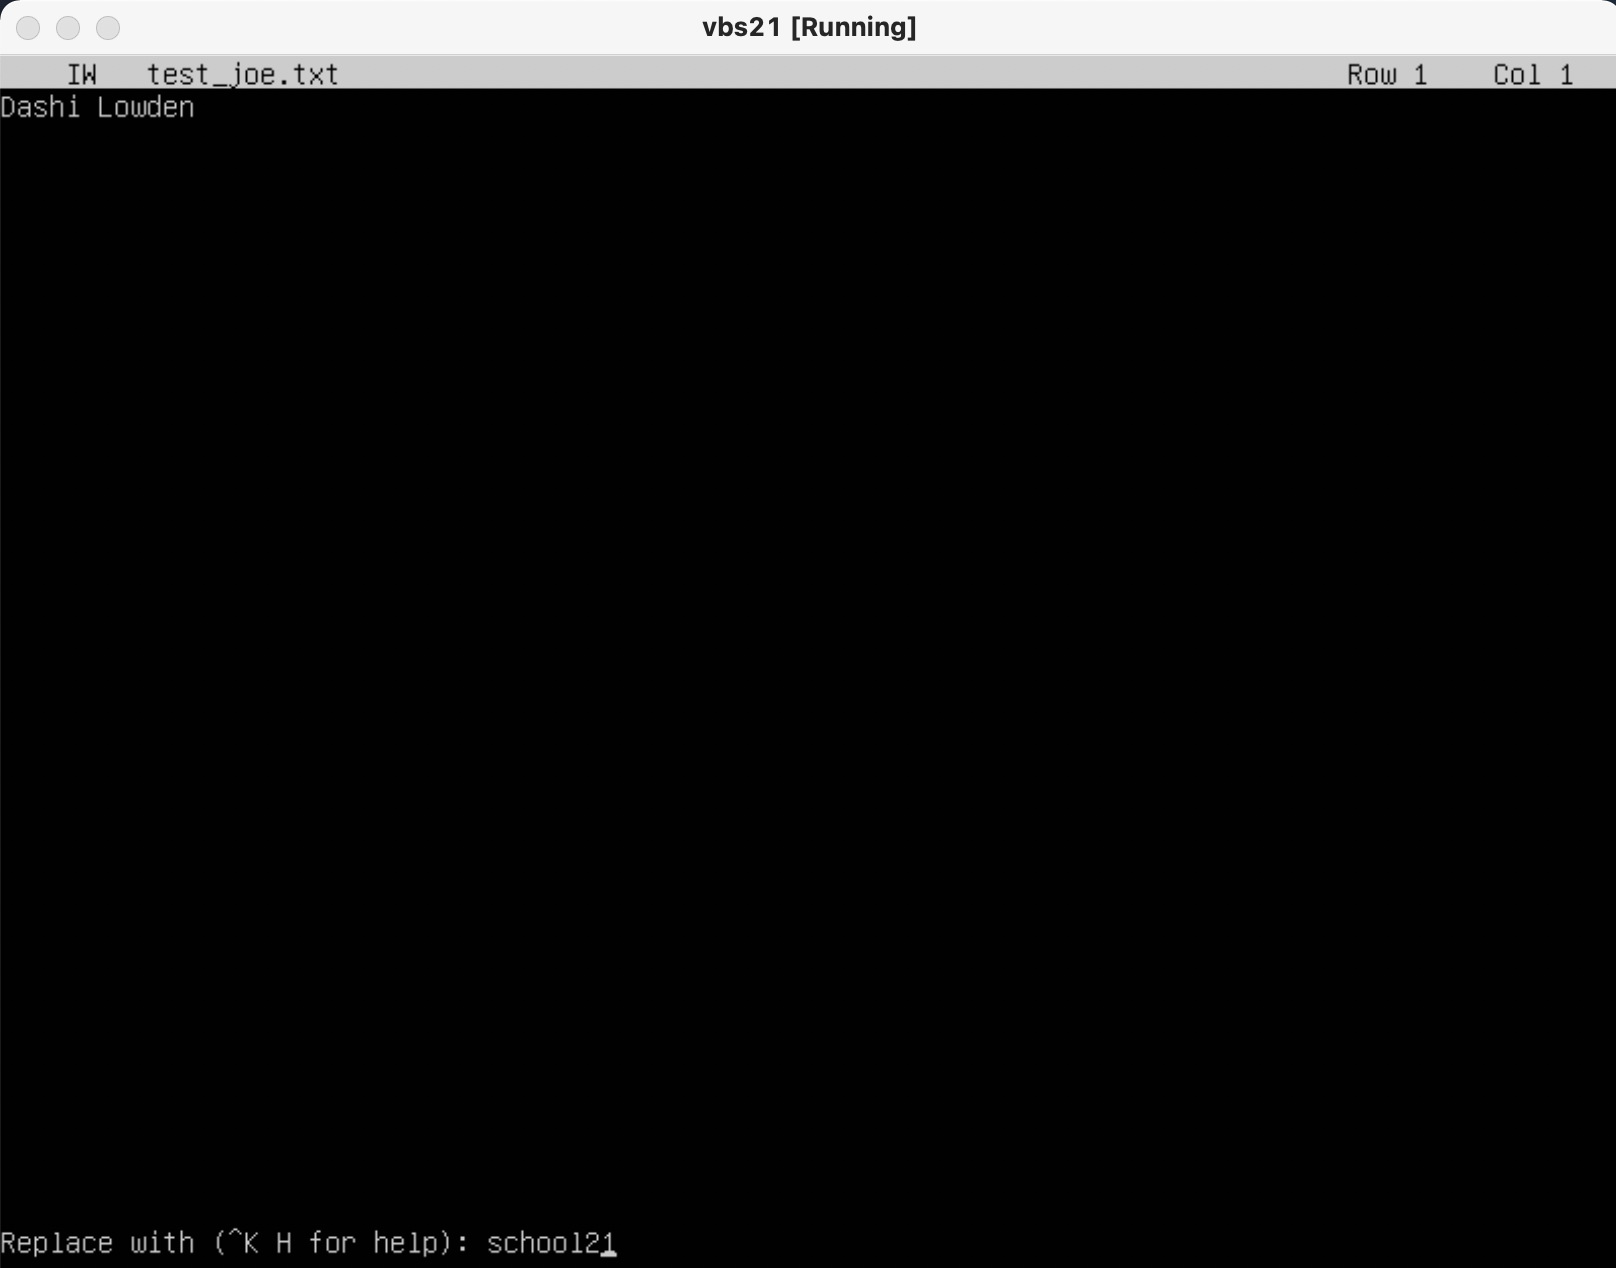 vbs21 [Running]
IW test_joe.txt Row 1 Col 1
Dashi Lowden
Replace with (^K H for help): school21